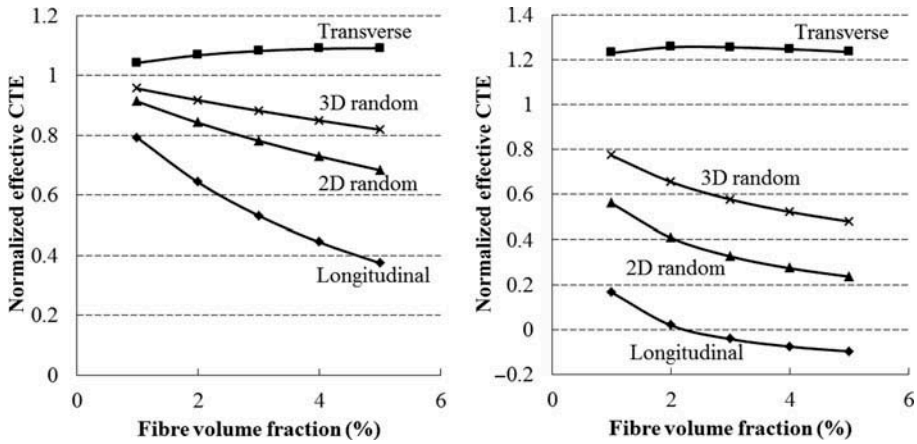 Normalized effective CTE
1.2
1
0.8
0.6
0.4
0.2
0
Transverse
3D random
2D random
Longitudinal
0 2 4 6
Fibre volume fraction (%)
Normalized effective CTE
1.4
1.2
1
0.8
0.6
0.4
0.2
0
–0.2
Transverse
3D random
2D random
Longitudinal
0 2 4 6
Fibre volume fraction (%)